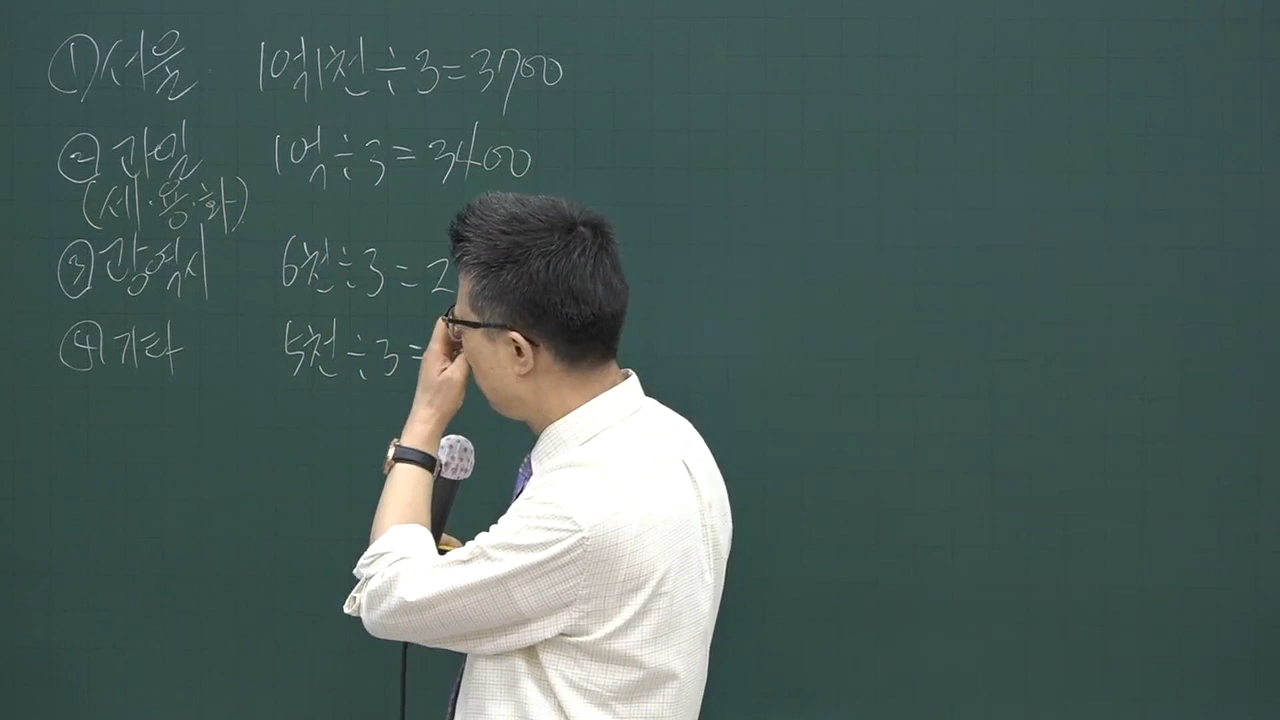 ① 서울 1억1천÷3=3700
② 과밀 1억÷3=3400
(세·용·화)
③ 광역시 6천÷3=2
④ 기타 5천÷3=